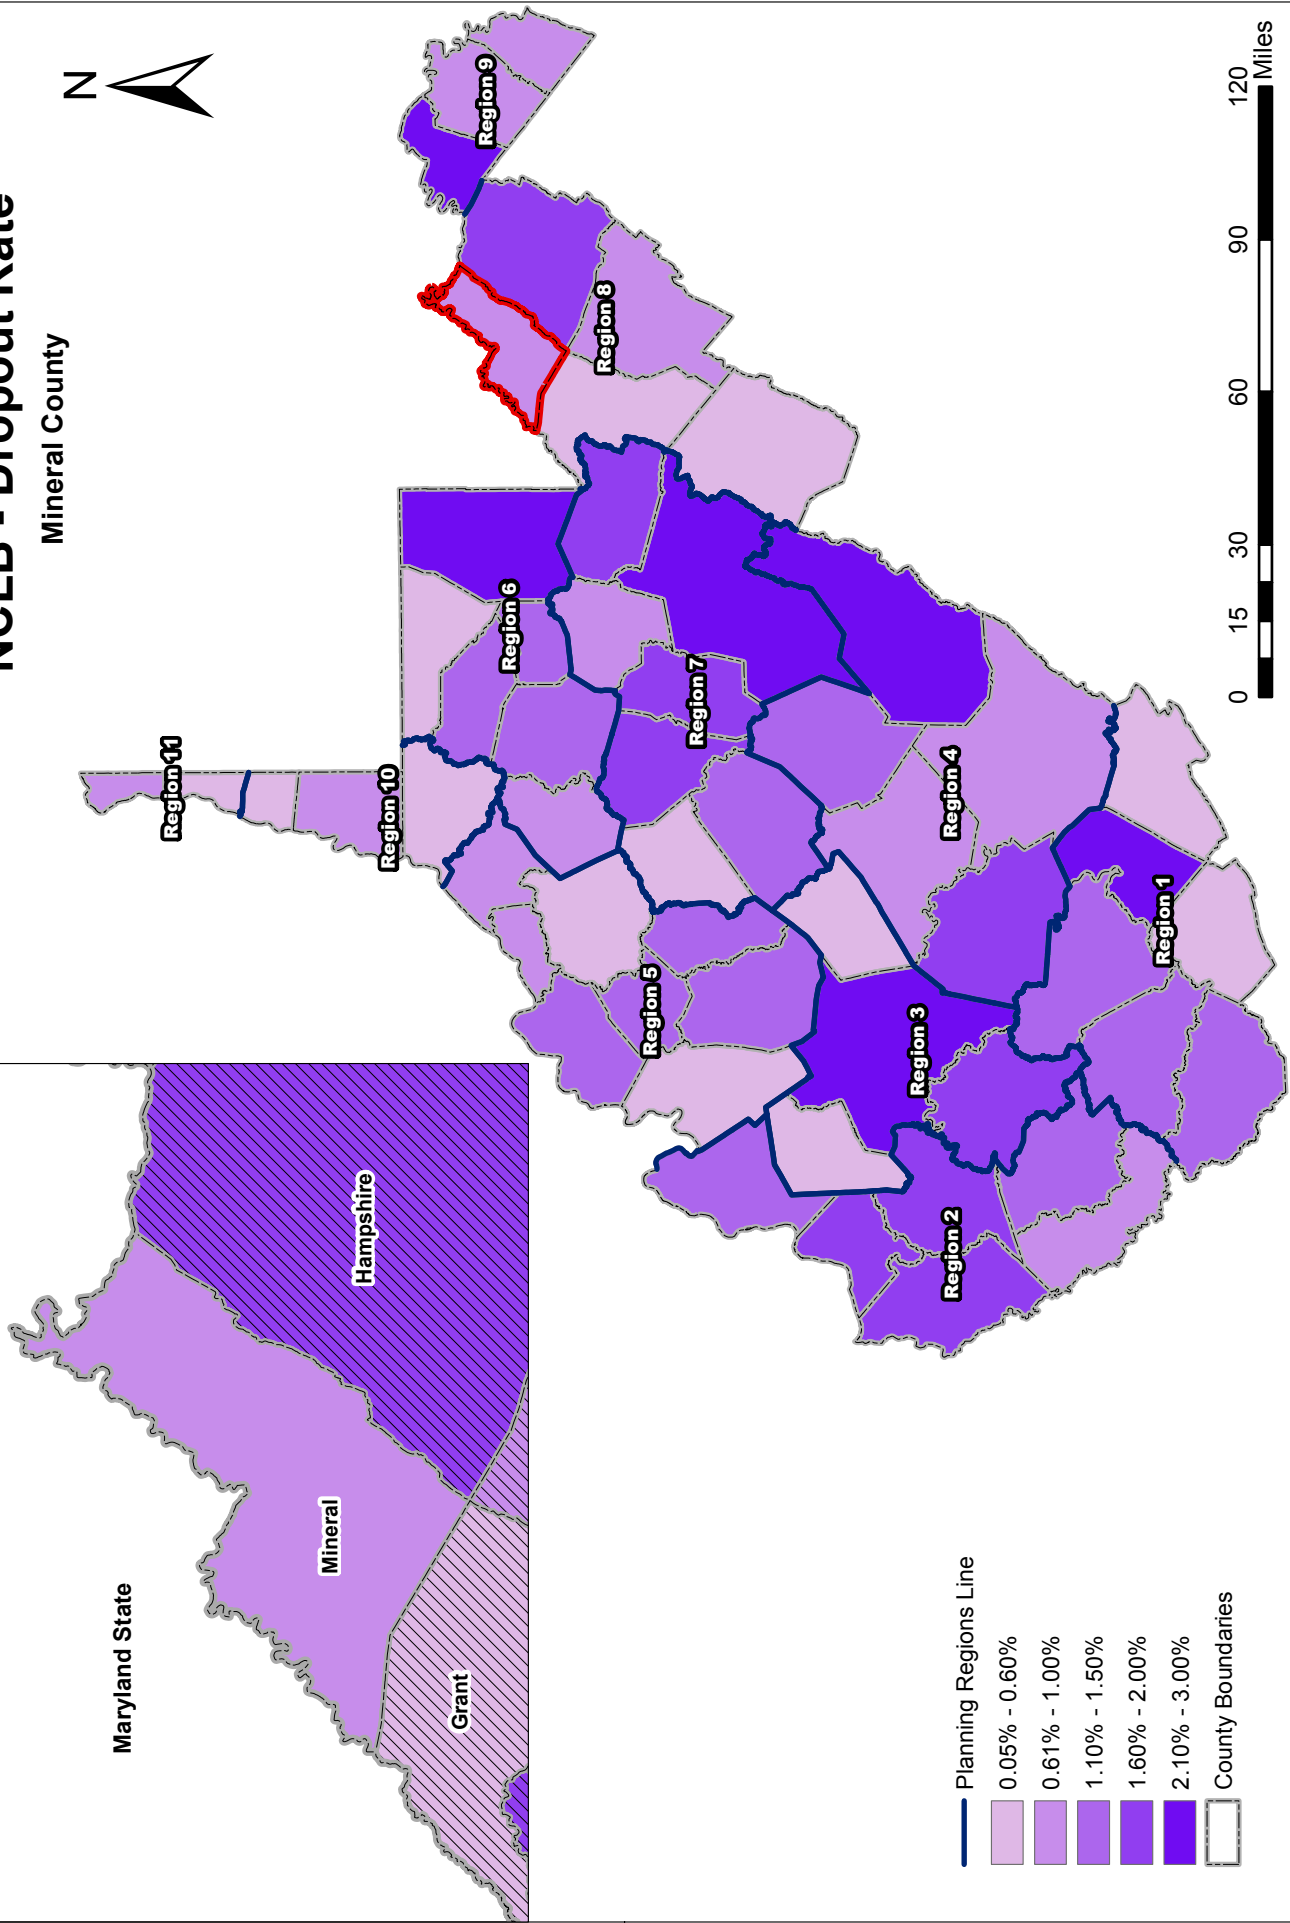 NCLB - Dropout Rate
Mineral County
N
Maryland State
Mineral
Hampshire
Grant
Region 11
Region 10
Region 9
Region 8
Region 6
Region 7
Region 5
Region 4
Region 3
Region 2
Region 1
Planning Regions Line
0.05% - 0.60%
0.61% - 1.00%
1.10% - 1.50%
1.60% - 2.00%
2.10% - 3.00%
County Boundaries
0 15 30 60 90 120
Miles